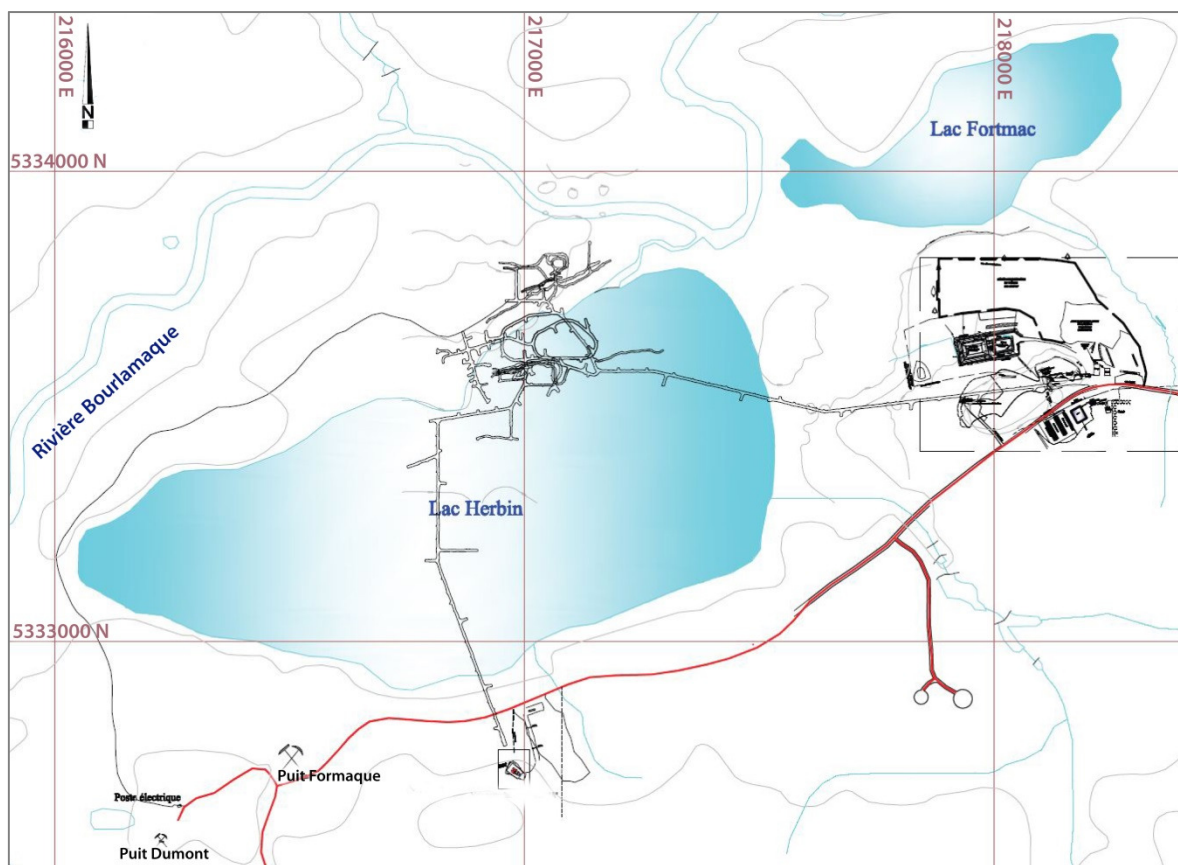 216000 E
217000 E
218000 E
N
Lac Fortmac
5334000 N
Rivière Bourlamaque
Lac Herbin
5333000 N
Puit Formaque
Poste électrique
Puit Dumont